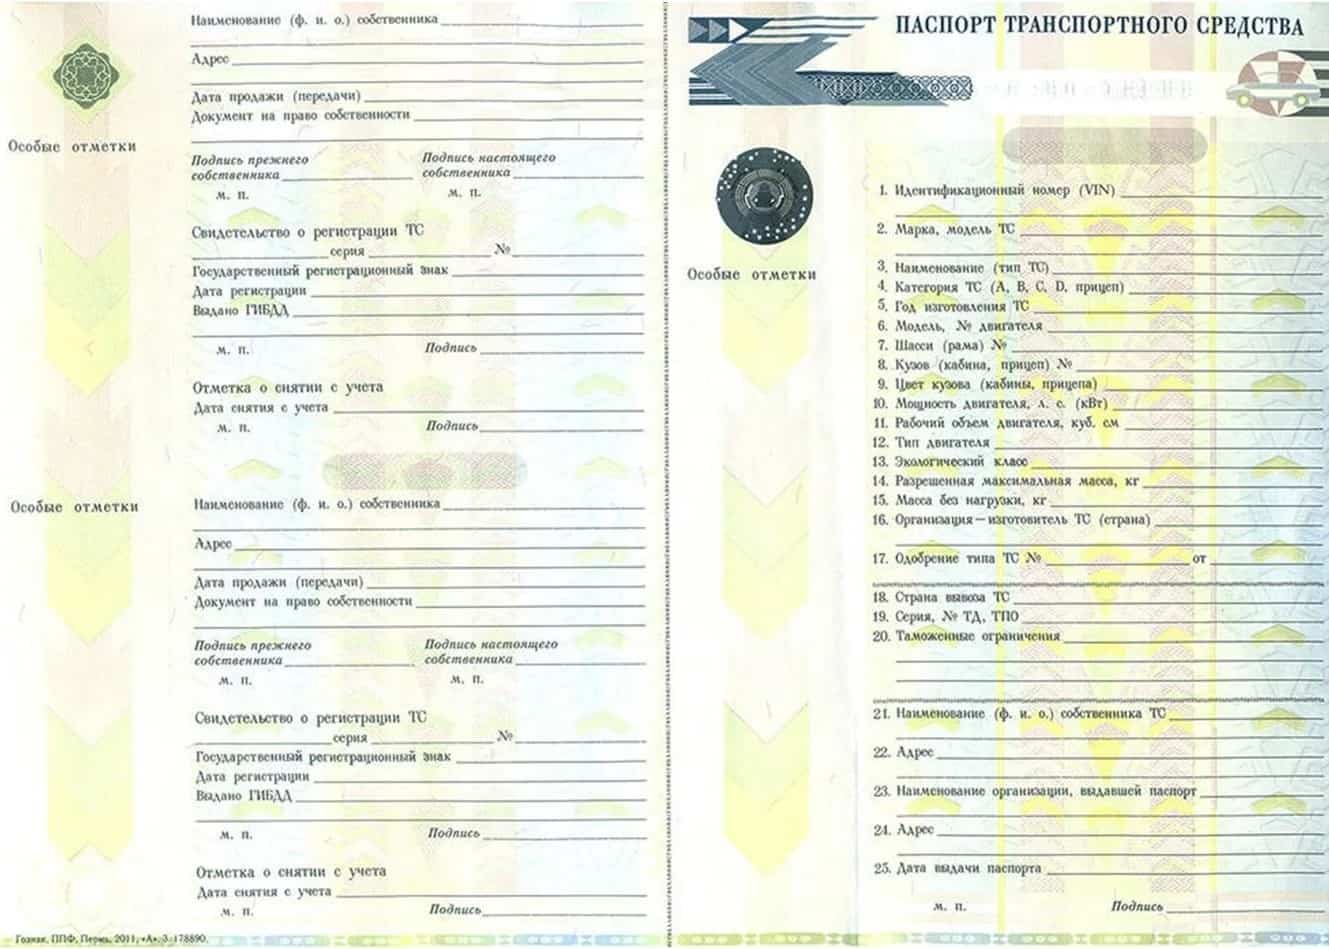 Наименование (ф. и. о.) собственника
Адрес
Дата продажи (передачи)
Документ на право собственности
Особые отметки
Подпись прежнего
собственника
Подпись настоящего
собственника
м. п.
м. п.
Свидетельство о регистрации ТС
серия №
Государственный регистрационный знак
Дата регистрации
Выдано ГИБДД
м. п. Подпись
Отметка о снятии с учета
Дата снятия с учета
м. п. Подпись
Особые отметки
Наименование (ф. и. о.) собственника
Адрес
Дата продажи (передачи)
Документ на право собственности
Подпись прежнего
собственника
Подпись настоящего
собственника
м. п.
м. п.
Свидетельство о регистрации ТС
серия №
Государственный регистрационный знак
Дата регистрации
Выдано ГИБДД
м. п. Подпись
Отметка о снятии с учета
Дата снятия с учета
м. п. Подпись
Гознак, ППФ, Пермь, 2011, «А», З-178890.
ПАСПОРТ ТРАНСПОРТНОГО СРЕДСТВА
Особые отметки
1. Идентификационный номер (VIN)
2. Марка, модель ТС
3. Наименование (тип ТС)
4. Категория ТС (А, В, С, D, прицеп)
5. Год изготовления ТС
6. Модель, № двигателя
7. Шасси (рама) №
8. Кузов (кабина, прицеп) №
9. Цвет кузова (кабины, прицепа)
10. Мощность двигателя, л. с. (кВт)
11. Рабочий объем двигателя, куб. см
12. Тип двигателя
13. Экологический класс
14. Разрешенная максимальная масса, кг
15. Масса без нагрузки, кг
16. Организация—изготовитель ТС (страна)
17. Одобрение типа ТС № от
18. Страна вывоза ТС
19. Серия, № ТД, ТПО
20. Таможенные ограничения
21. Наименование (ф. и. о.) собственника ТС
22. Адрес
23. Наименование организации, выдавшей паспорт
24. Адрес
25. Дата выдачи паспорта
м. п. Подпись